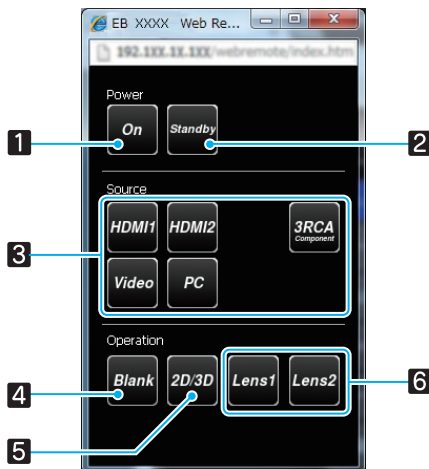 EB XXXX Web Re...
192.1XX.1X.1XX/webremote/index.htm
Power
1 On Standby 2
Source
3 HDMI1 HDMI2 3RCA
Component
Video PC
Operation
4 Blank 2D/3D Lens1 Lens2 6
5